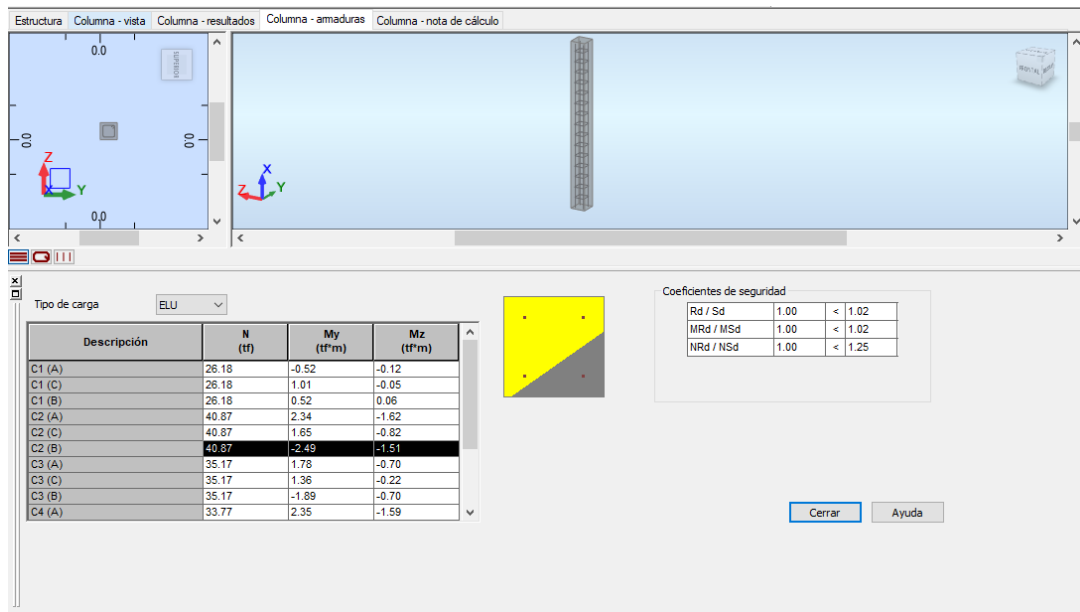 Estructura Columna - vista Columna - resultados Columna - armaduras Columna - nota de cálculo
0.0
SUPERIOR
0.0 0.0
Z
X Y
0.0
X
Z Y
Tipo de carga ELU
Coeficientes de seguridad
Rd / Sd 1.00 < 1.02
MRd / MSd 1.00 < 1.02
NRd / NSd 1.00 < 1.25
Descripción N (tf) My (tf*m) Mz (tf*m)
C1 (A) 26.18 -0.52 -0.12
C1 (C) 26.18 1.01 -0.05
C1 (B) 26.18 0.52 0.06
C2 (A) 40.87 2.34 -1.62
C2 (C) 40.87 1.65 -0.82
C2 (B) 40.87 -2.49 -1.51
C3 (A) 35.17 1.78 -0.70
C3 (C) 35.17 1.36 -0.22
C3 (B) 35.17 -1.89 -0.70
C4 (A) 33.77 2.35 -1.59
Cerrar Ayuda